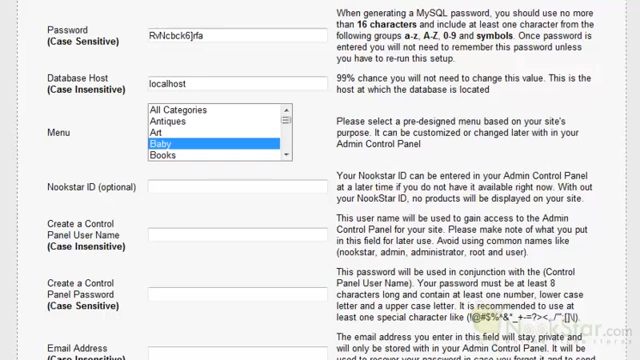 When generating a MySQL password, you should use no more
than 16 characters and include at least one character from the
Password
(Case Sensitive)
RvNcbck6]rfa
following groups a-z, A-Z, 0-9 and symbols. Once password is
entered you will not need to remember this password unless
you have to re-run this setup.
Database Host
(Case Insensitive)
localhost
99% chance you will not need to change this value. This is the
host at which the database is located
Menu
All Categories
Antiques
Art
Baby
Books
Please select a pre-designed menu based on your site's
purpose. It can be customized or changed later with in your
Admin Control Panel
Nookstar ID (optional)
Your Nookstar ID can be entered in your Admin Control Panel
at a later time if you do not have it available right now. With out
your NookStar ID, no products will be displayed on your site.
Create a Control
Panel User Name
(Case Insensitive)
This user name will be used to gain access to the Admin
Control Panel for your site. Please make note of what you put
in this field for later use. Avoid using common names like
(nookstar, admin, administrator, root and user).
Create a Control
Panel Password
(Case Sensitive)
This password will be used in conjunction with the (Control
Panel User Name). Your password must be at least 8
characters long and contain at least one number, lower case
letter and a upper case letter. It is recommended to use at
least one special character like
NookStar.com
Email Address
(Case Insensitive)
The email address you enter in this field will stay private and
will only be stored with in your Admin Control Panel. It will be
used to recover your password in case you forget it and to send